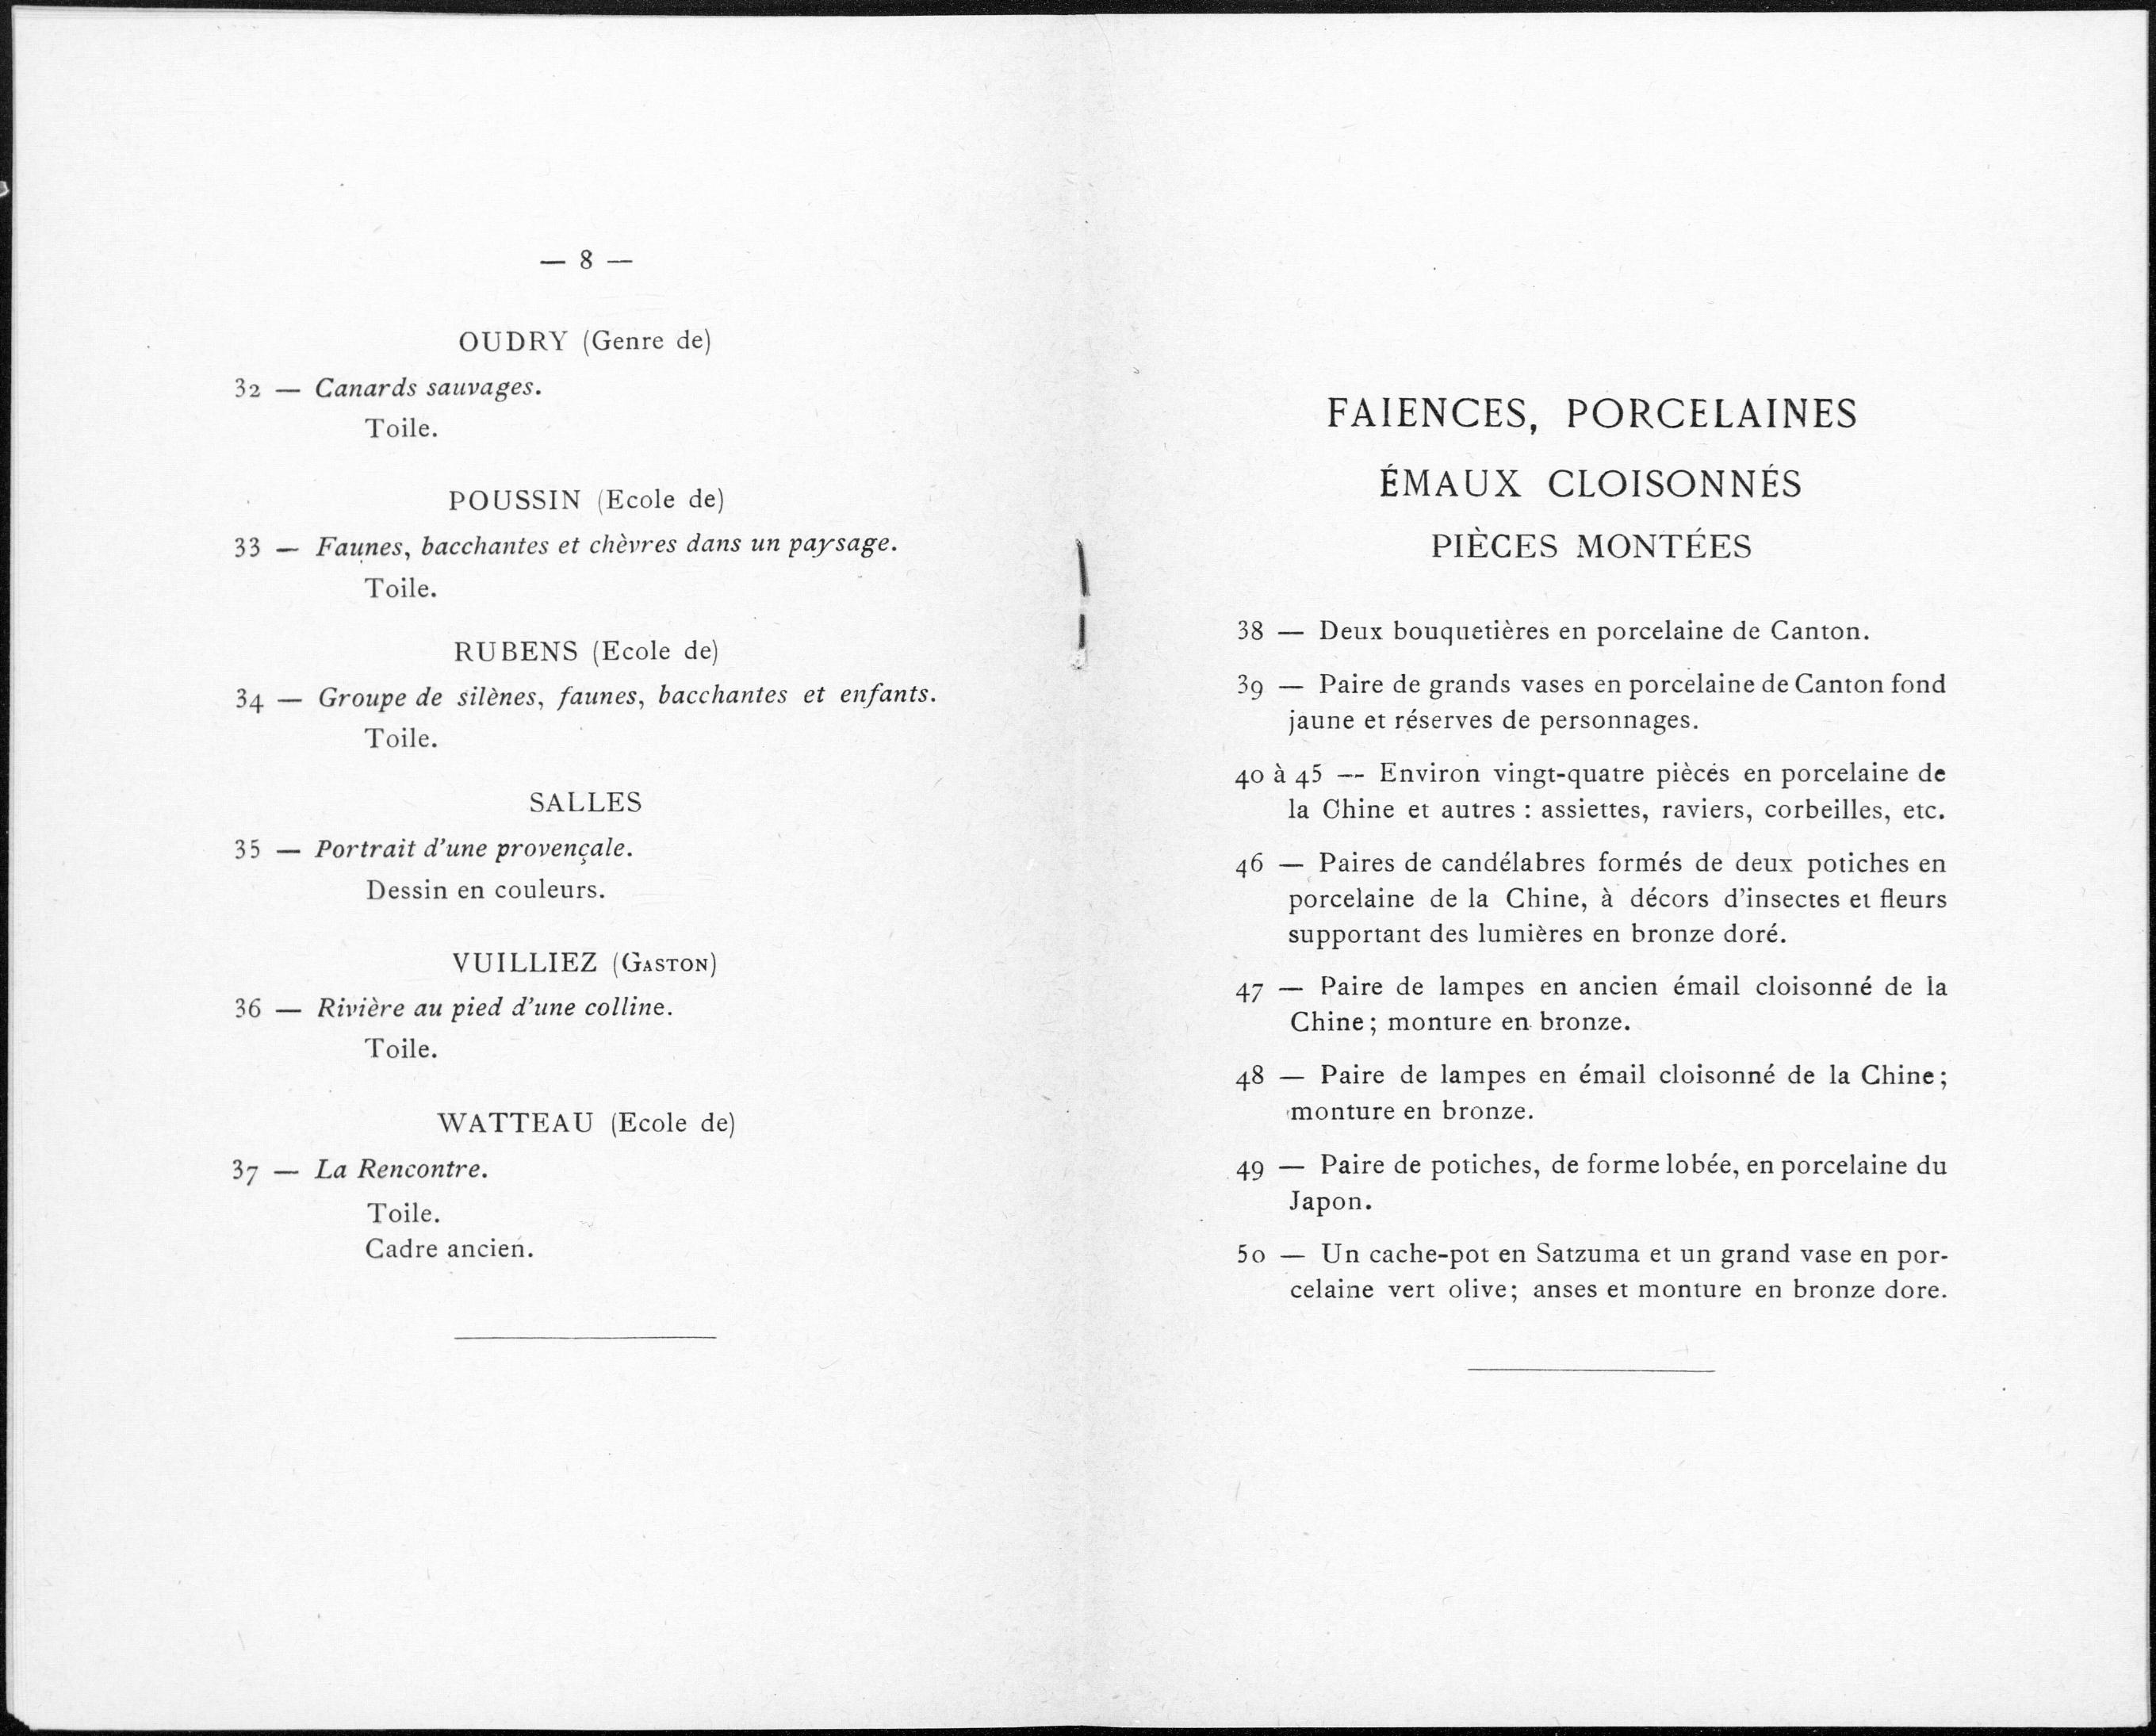 — 8 —
OUDRY (Genre de)
32 — Canards sauvages.
Toile.
POUSSIN (Ecole de)
33 — Faunes, bacchantes et chèvres dans un paysage.
Toile.
RUBENS (Ecole de)
34 — Groupe de silènes, faunes, bacchantes et enfants.
Toile.
SALLES
35 — Portrait d'une provençale.
Dessin en couleurs.
VUILLIEZ (GASTON)
36 — Rivière au pied d'une colline.
Toile.
WATTEAU (Ecole de)
37 — La Rencontre.
Toile.
Cadre ancien.
FAIENCES, PORCELAINES
ÉMAUX CLOISONNÉS
PIÈCES MONTÉES
38 — Deux bouquetières en porcelaine de Canton.
39 — Paire de grands vases en porcelaine de Canton fond
jaune et réserves de personnages.
40 à 45 — Environ vingt-quatre pièces en porcelaine de
la Chine et autres : assiettes, raviers, corbeilles, etc.
46 — Paires de candélabres formés de deux potiches en
porcelaine de la Chine, à décors d'insectes et fleurs
supportant des lumières en bronze doré.
47 — Paire de lampes en ancien émail cloisonné de la
Chine ; monture en bronze.
48 — Paire de lampes en émail cloisonné de la Chine ;
monture en bronze.
49 — Paire de potiches, de forme lobée, en porcelaine du
Japon.
50 — Un cache-pot en Satzuma et un grand vase en por-
celaine vert olive ; anses et monture en bronze dore.